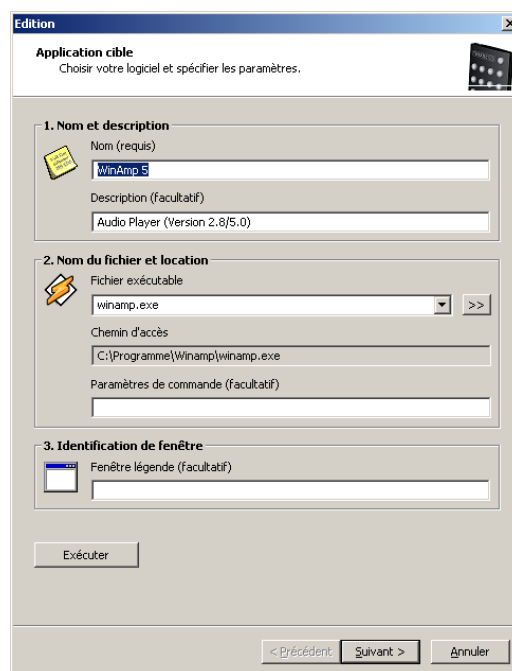 Edition
Application cible
Choisir votre logiciel et spécifier les paramètres.
1. Nom et description
Nom (requis)
WinAmp 5
Description (facultatif)
Audio Player (Version 2.8/5.0)
2. Nom du fichier et location
Fichier exécutable
winamp.exe
>>
Chemin d'accès
C:\Programme\Winamp\winamp.exe
Paramètres de commande (facultatif)
3. Identification de fenêtre
Fenêtre légende (facultatif)
Exécuter
< Précédent Suivant > Annuler